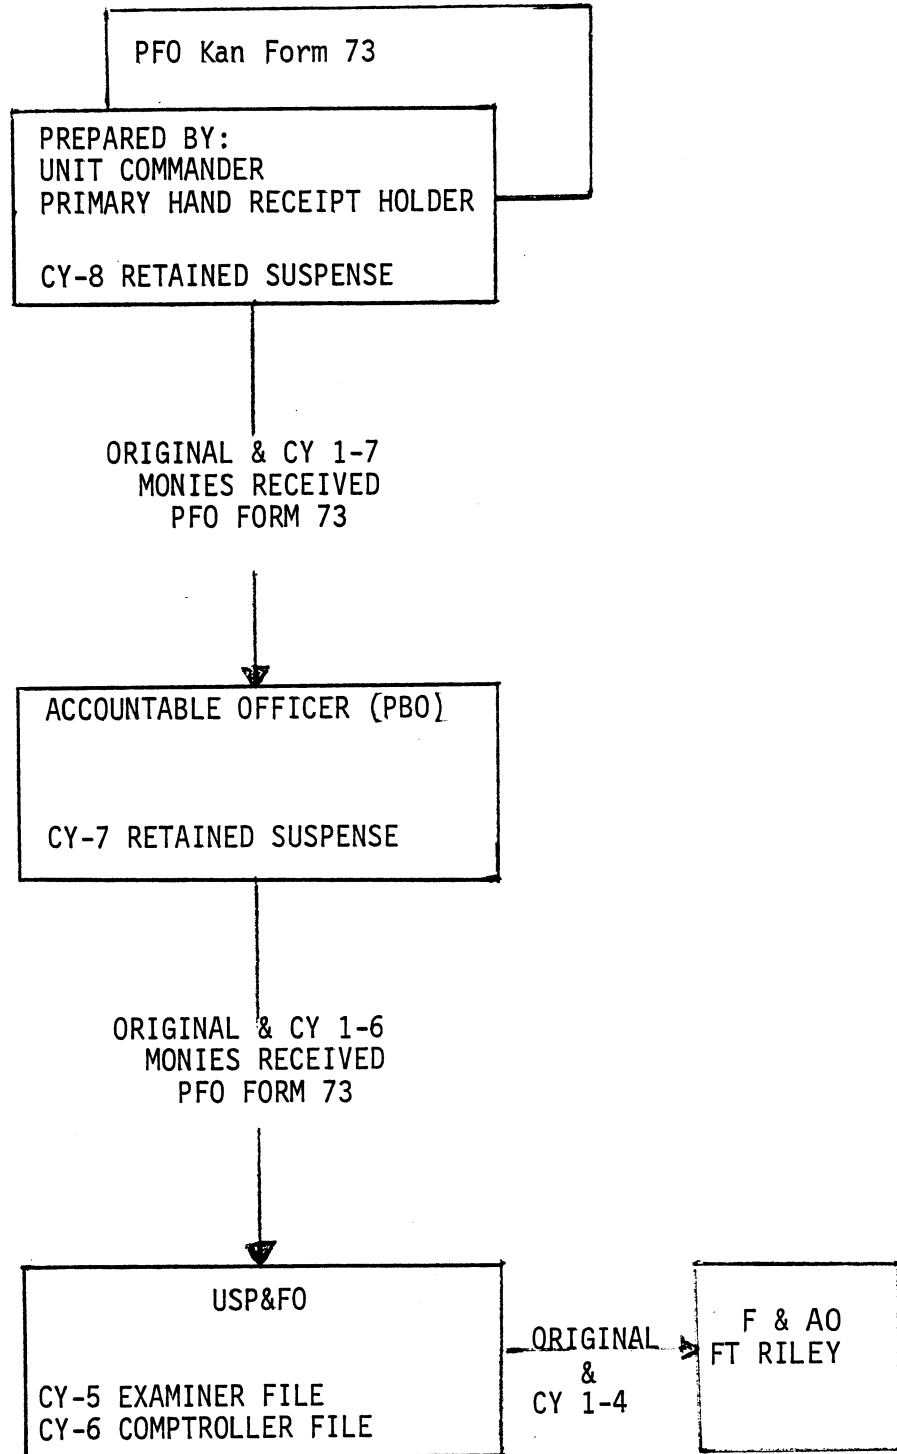 PFO Kan Form 73
PREPARED BY:
UNIT COMMANDER
PRIMARY HAND RECEIPT HOLDER
CY-8 RETAINED SUSPENSE
ORIGINAL & CY 1-7
MONIES RECEIVED
PFO FORM 73
ACCOUNTABLE OFFICER (PBO)
CY-7 RETAINED SUSPENSE
ORIGINAL & CY 1-6
MONIES RECEIVED
PFO FORM 73
USP&FO
CY-5 EXAMINER FILE
CY-6 COMPTROLLER FILE
ORIGINAL
&
CY 1-4
F & AO
FT RILEY